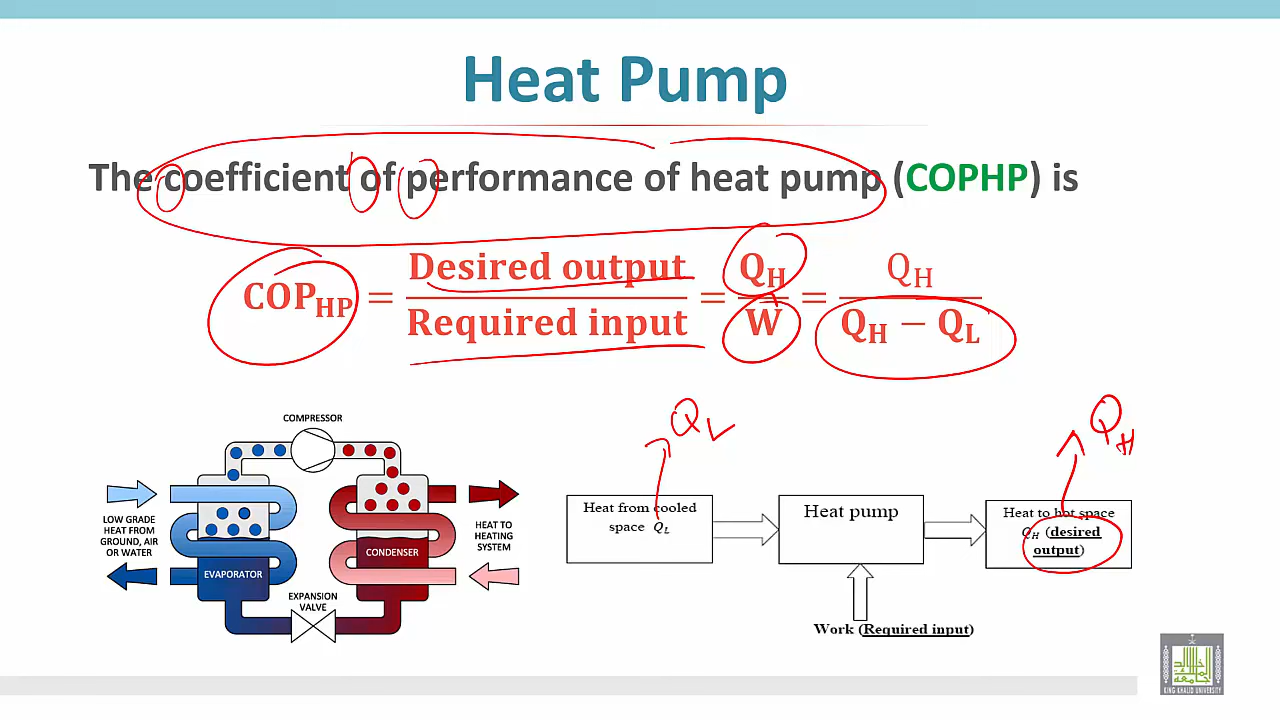 Heat Pump
The coefficient of performance of heat pump (COPHP) is
COP_HP = Desired output / Required input = Q_H / W = Q_H / (Q_H − Q_L)
Q_L
Q_H
COMPRESSOR
LOW GRADE
HEAT FROM
GROUND, AIR
OR WATER
EVAPORATOR
CONDENSER
HEAT TO
HEATING
SYSTEM
EXPANSION
VALVE
Heat from cooled
space Q_L
Heat pump
Heat to hot space
Q_H (desired
output)
Work (Required input)
KING KHALID UNIVERSITY